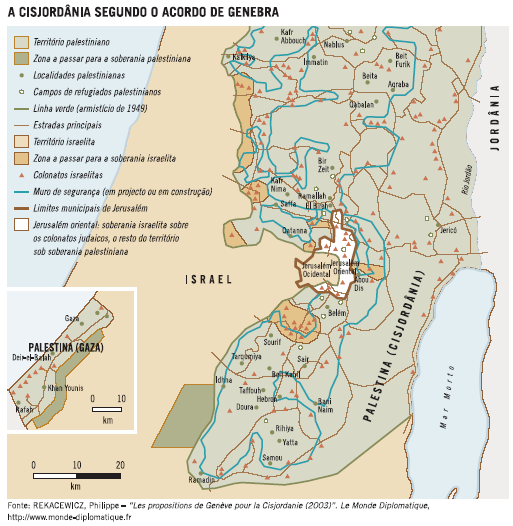 A CISJORDÂNIA SEGUNDO O ACORDO DE GENEBRA
Território palestiniano
Zona a passar para a soberania palestiniana
Localidades palestinianas
Campos de refugiados palestinianos
Linha verde (armistício de 1949)
Estradas principais
Território israelita
Zona a passar para a soberania israelita
Colonatos israelitas
Muro de segurança (em projecto ou em construção)
Limites municipais de Jerusalém
Jerusalém oriental: soberania israelita sobre
os colonatos judaicos, o resto do território
sob soberania palestiniana
Kafr
Abbouch
Nablus
Kalkilya
Immatin
Beit
Furik
Beita
Aqraba
Qabalan
JORDÂNIA
Bir
Zeit
Kafr
Nima
Ramallah
El Bireh
Saffa
Rio Jordão
Qatanna
Jericó
ISRAEL
Jerusalém
Ocidental
Jerusalém
Oriental
Abou
Din
Belém
PALESTINA (CISJORDÂNIA)
Mar Morto
Sourif
Tarqumiya
Sair
Idhna
Beit Kahil
Taffouh
Hebron
Doura
Bani
Naim
Rihiya
Yatta
Samou
Ramadin
Gaza
PALESTINA (GAZA)
Deir-el-Balah
Khan Younis
Rafah
0 10
km
0 10 20
km
Fonte: REKACEWICZ, Philippe – "Les propositions de Genève pour la Cisjordanie (2003)". Le Monde Diplomatique,
http://www.monde-diplomatique.fr